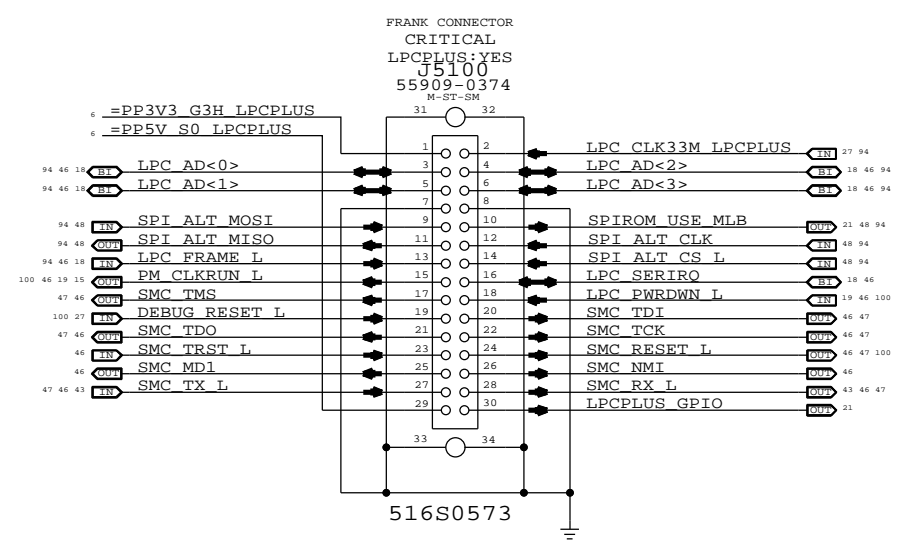 FRANK CONNECTOR
CRITICAL
LPCPLUS:YES
J5100
55909-0374
M-ST-SM
31 32
6 =PP3V3_G3H_LPCPLUS
6 =PP5V_S0_LPCPLUS
1 2 LPC_CLK33M_LPCPLUS IN 27 94
94 46 18 BI LPC_AD<0> 3 4 LPC_AD<2> BI 18 46 94
94 46 18 BI LPC_AD<1> 5 6 LPC_AD<3> BI 18 46 94
7 8
94 48 IN SPI_ALT_MOSI 9 10 SPIROM_USE_MLB OUT 21 48 94
94 48 OUT SPI_ALT_MISO 11 12 SPI_ALT_CLK IN 48 94
94 46 18 IN LPC_FRAME_L 13 14 SPI_ALT_CS_L IN 48 94
100 46 19 15 OUT PM_CLKRUN_L 15 16 LPC_SERIRQ BI 18 46
47 46 OUT SMC_TMS 17 18 LPC_PWRDWN_L IN 19 46 100
100 27 IN DEBUG_RESET_L 19 20 SMC_TDI OUT 46 47
47 46 OUT SMC_TDO 21 22 SMC_TCK OUT 46 47
46 IN SMC_TRST_L 23 24 SMC_RESET_L OUT 46 47 100
46 OUT SMC_MD1 25 26 SMC_NMI OUT 46
47 46 43 IN SMC_TX_L 27 28 SMC_RX_L OUT 43 46 47
29 30 LPCPLUS_GPIO OUT 21
33 34
516S0573